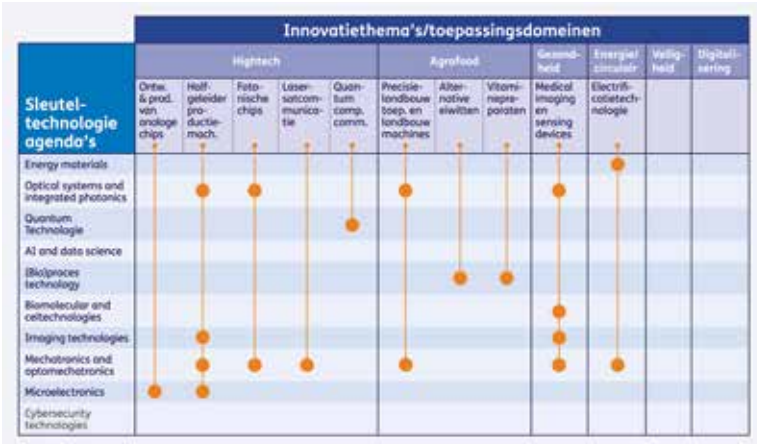 Innovatiethema's/toepassingsdomeinen
Hightech
Agrofood
Gezond-
heid
Energie/
circulair
Veilig-
heid
Digitali-
sering
Sleutel-
technologie
agenda's
Ontw.
& prod.
van
analoge
chips
Half-
geleider
pro-
ductie-
mach.
Foto-
nische
chips
Laser-
satcom-
munica-
tie
Quan-
tum
comp.
comm.
Precisie-
landbouw
toep. en
landbouw
machines
Alter-
native
eiwitten
Vitami-
nepre-
paraten
Medical
imaging
en
sensing
devices
Electrifi-
catietech-
nologie
Energy materials
Optical systems and
integrated photonics
Quantum
Technologie
AI and data science
(Bio)proces
technology
Biomolecular and
celtechnologies
Imaging technologies
Mechatronics and
optomechatronics
Microelectronics
Cybersecurity
technologies